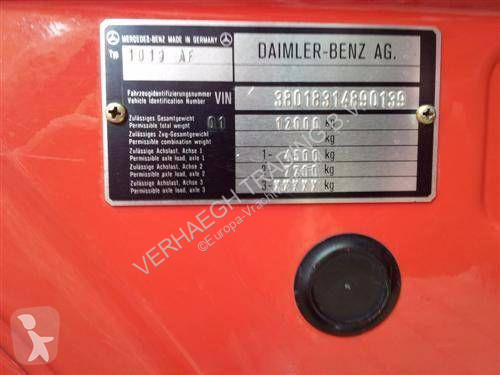 MERCEDES-BENZ MADE IN GERMANY
Typ 1019 AF
DAIMLER-BENZ AG.
Fahrzeugidentifizierungsnummer
Vehicle Identification Number VIN 38018314890139
Zulässiges Gesamtgewicht
Permissible total weight 01 12000 kg
Zulässiges Zug-Gesamtgewicht
Permissible combination weight kg
Zulässige Achslast, Achse 1
Permissible axle load, axle 1 1- 4500 kg
Zulässige Achslast, Achse 2
Permissible axle load, axle 2 kg
Zulässige Achslast, Achse 3
Permissible axle load, axle 3 3- XXXXX kg
VERHAEGH TRADING B.V.
©Europa-Vracht